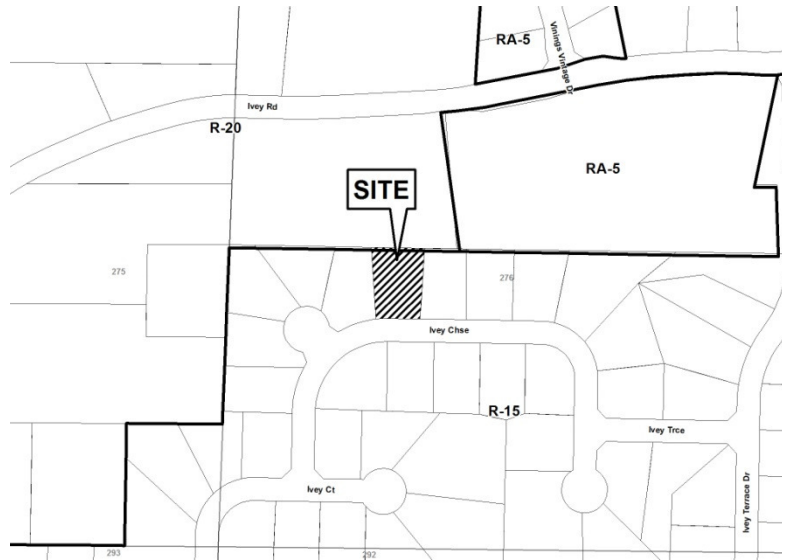 RA-5
Vinings Vintage Dr
Ivey Rd
R-20
RA-5
SITE
275
276
Ivey Chse
R-15
Ivey Trce
Ivey Ct
Ivey Terrace Dr
293
292